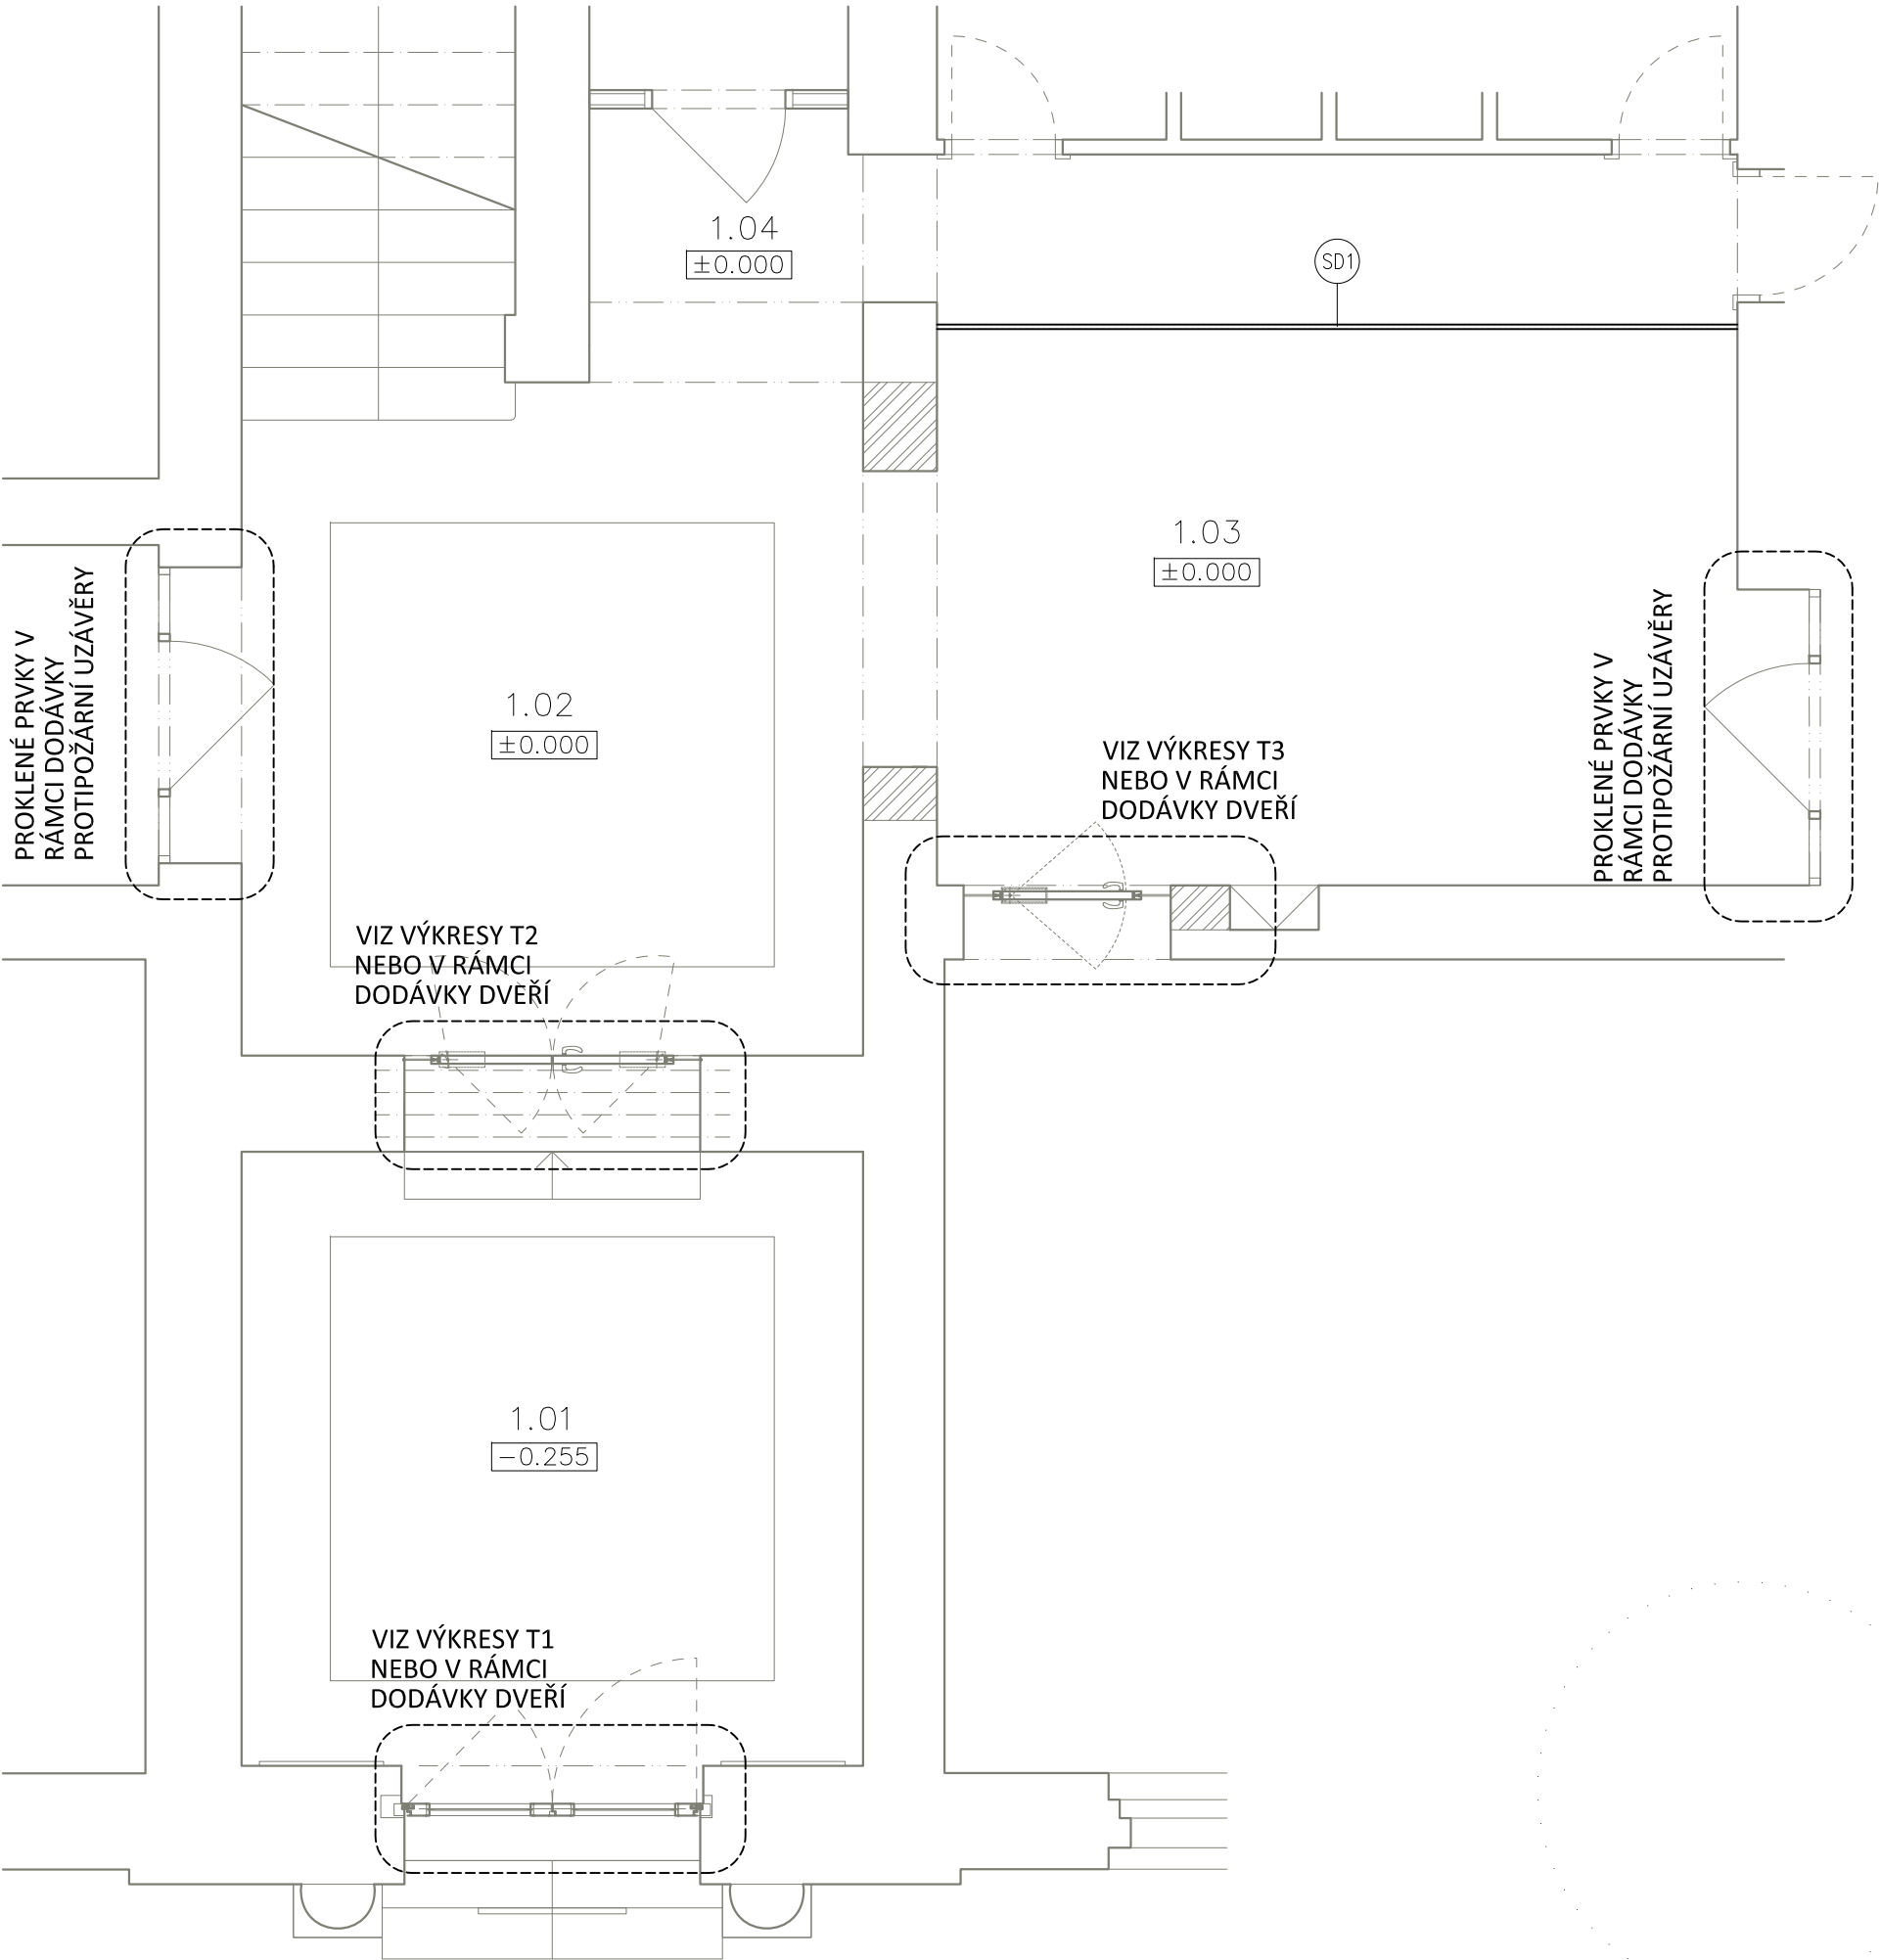 1.04
±0.000
SD1
1.03
±0.000
PROKLENÉ PRVKY V
RÁMCI DODÁVKY
PROTIPOŽÁRNÍ UZÁVĚRY
1.02
±0.000
VIZ VÝKRESY T3
NEBO V RÁMCI
DODÁVKY DVEŘÍ
PROKLENÉ PRVKY V
RÁMCI DODÁVKY
PROTIPOŽÁRNÍ UZÁVĚRY
VIZ VÝKRESY T2
NEBO V RÁMCI
DODÁVKY DVEŘÍ
1.01
−0.255
VIZ VÝKRESY T1
NEBO V RÁMCI
DODÁVKY DVEŘÍ